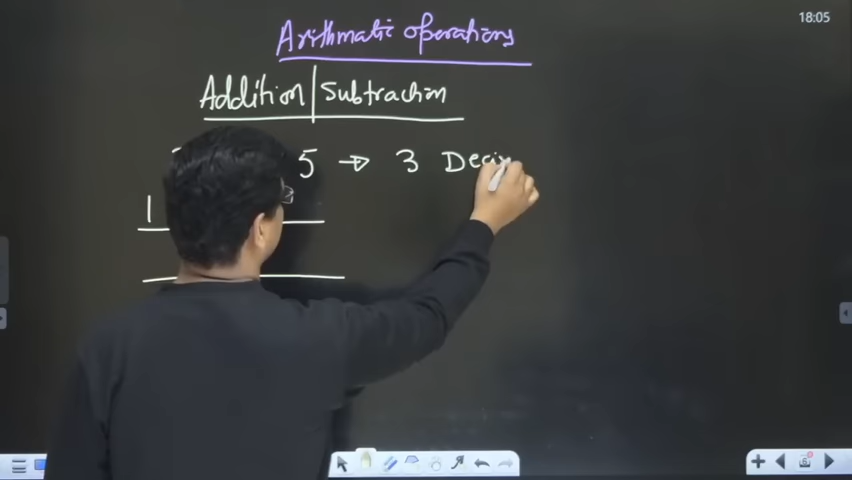 18:05
Arithmatic operations
Addition | Subtraction
5 → 3 Deci
1